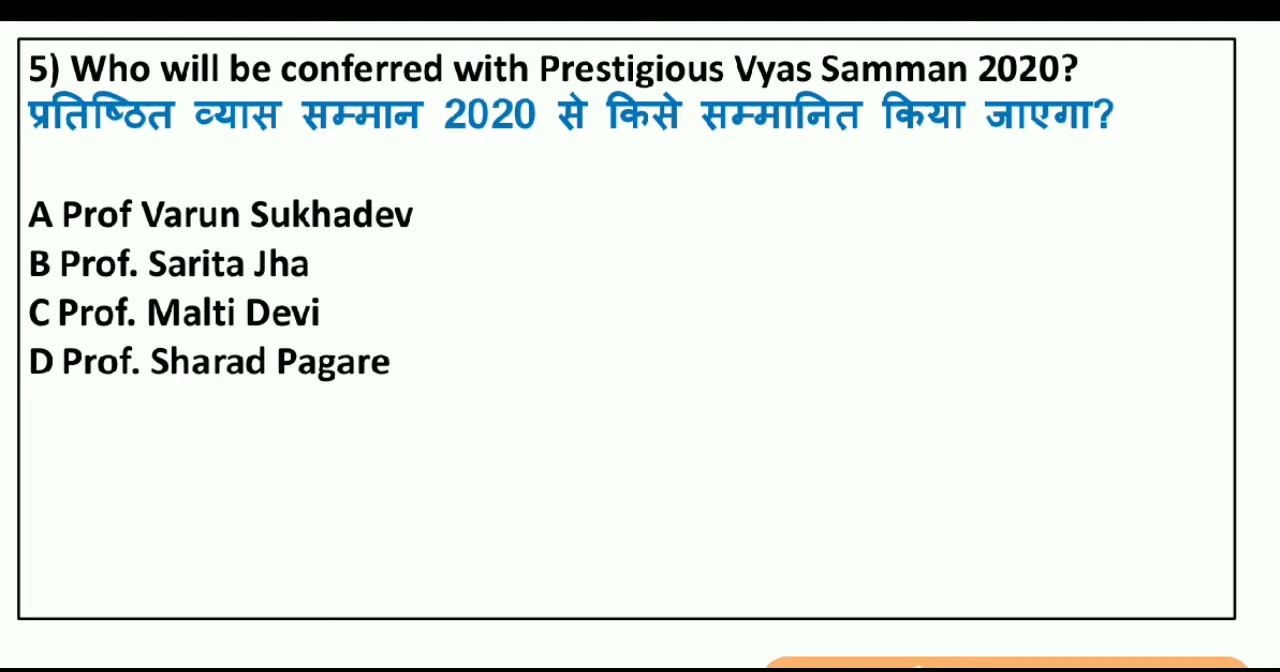 5) Who will be conferred with Prestigious Vyas Samman 2020?
प्रतिष्ठित व्यास सम्मान 2020 से किसे सम्मानित किया जाएगा?
A Prof Varun Sukhadev
B Prof. Sarita Jha
C Prof. Malti Devi
D Prof. Sharad Pagare